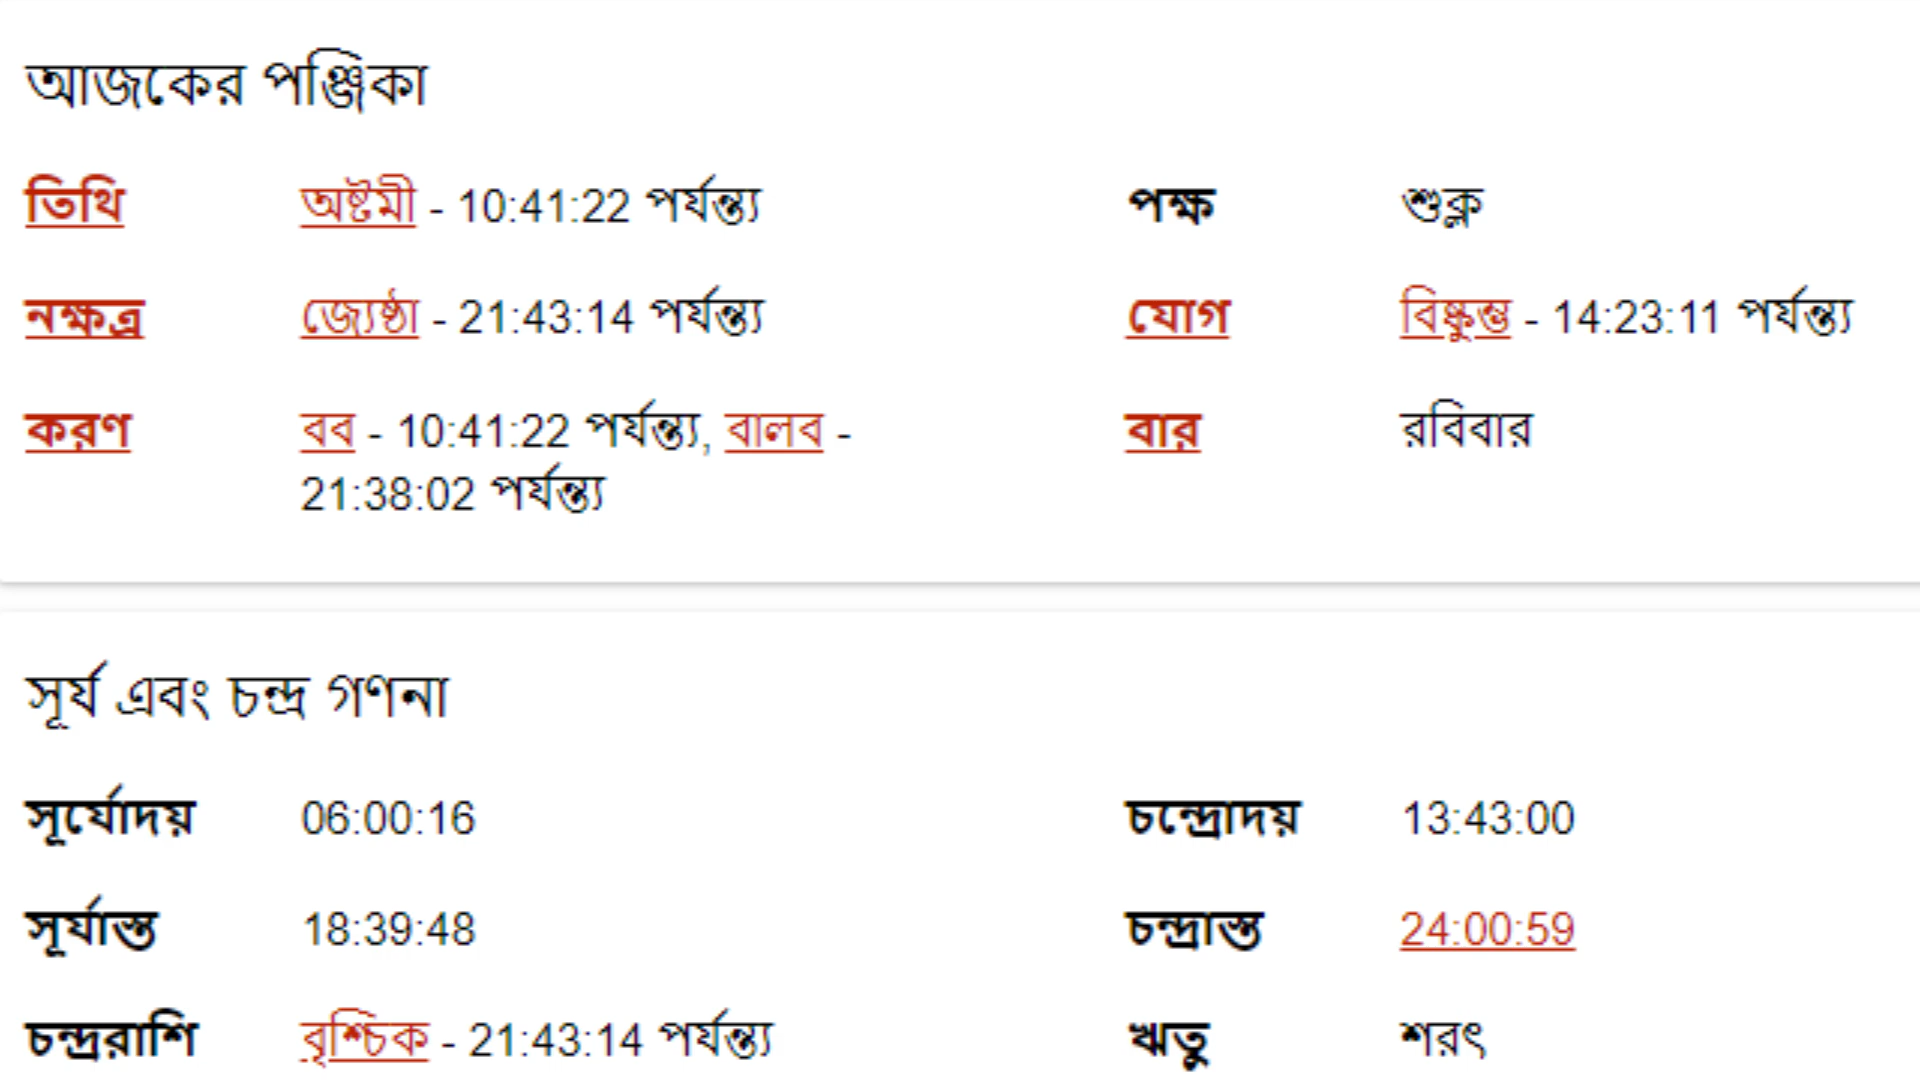 আজকের পঞ্জিকা
তিথি অষ্টমী - 10:41:22 পর্যন্ত্য পক্ষ শুক্ল
নক্ষত্র জ্যেষ্ঠা - 21:43:14 পর্যন্ত্য যোগ বিষ্কুম্ভ - 14:23:11 পর্যন্ত্য
করণ বব - 10:41:22 পর্যন্ত্য, বালব - বার রবিবার
21:38:02 পর্যন্ত্য
সূর্য এবং চন্দ্র গণনা
সূর্যোদয় 06:00:16 চন্দ্রোদয় 13:43:00
সূর্যাস্ত 18:39:48 চন্দ্রাস্ত 24:00:59
চন্দ্ররাশি বৃশ্চিক - 21:43:14 পর্যন্ত্য ঋতু শরৎ